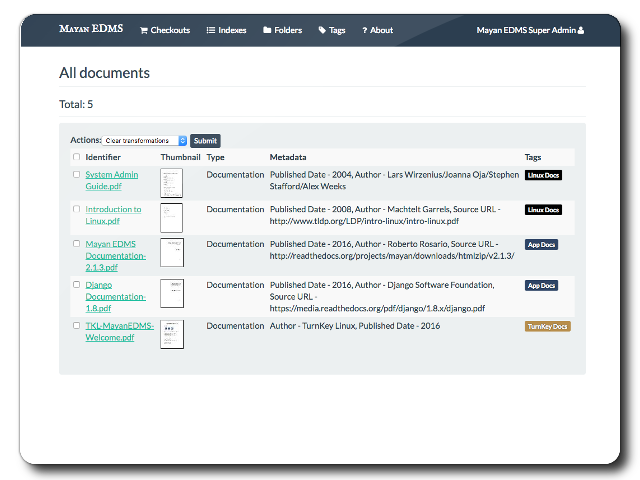 Mayan EDMS Checkouts Indexes Folders Tags ? About Mayan EDMS Super Admin
All documents
Total: 5
Actions: Clear transformations Submit
Identifier Thumbnail Type Metadata Tags
System Admin Documentation Published Date - 2004, Author - Lars Wirzenius/Joanna Oja/Stephen Linux Docs
Guide.pdf Stafford/Alex Weeks
Introduction to Documentation Published Date - 2008, Author - Machtelt Garrels, Source URL - Linux Docs
Linux.pdf http://www.tldp.org/LDP/intro-linux/intro-linux.pdf
Mayan EDMS Documentation Published Date - 2016, Author - Roberto Rosario, Source URL - App Docs
Documentation- http://readthedocs.org/projects/mayan/downloads/htmlzip/v2.1.3/
2.1.3.pdf
Django Documentation Published Date - 2016, Author - Django Software Foundation, App Docs
Documentation- Source URL -
1.8.pdf https://media.readthedocs.org/pdf/django/1.8.x/django.pdf
TKL-MayanEDMS- Documentation Author - TurnKey Linux, Published Date - 2016 TurnKey Docs
Welcome.pdf